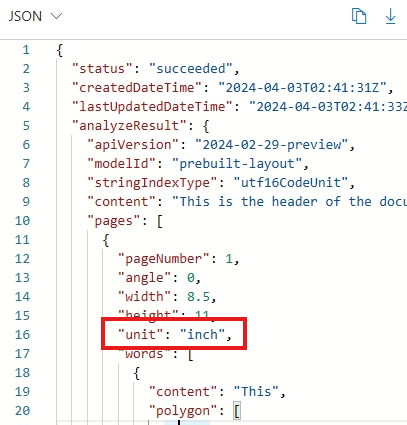 JSON
1 {
2 "status": "succeeded",
3 "createdDateTime": "2024-04-03T02:41:31Z",
4 "lastUpdatedDateTime": "2024-04-03T02:41:33Z
5 "analyzeResult": {
6 "apiVersion": "2024-02-29-preview",
7 "modelId": "prebuilt-layout",
8 "stringIndexType": "utf16CodeUnit",
9 "content": "This is the header of the docu
10 "pages": [
11 {
12 "pageNumber": 1,
13 "angle": 0,
14 "width": 8.5,
15 "height": 11,
16 "unit": "inch",
17 "words": [
18 {
19 "content": "This",
20 "polygon": [